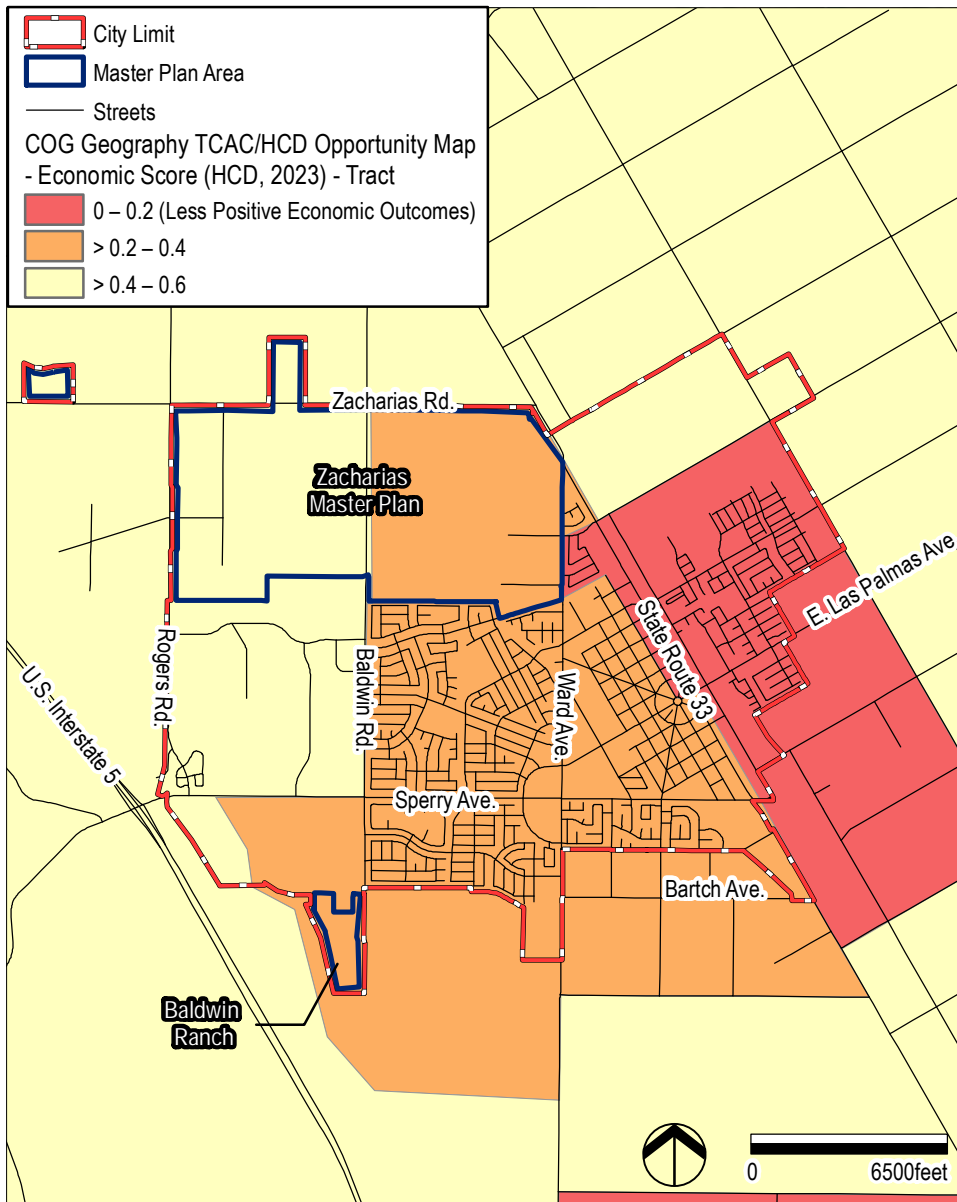 City Limit
Master Plan Area
Streets
COG Geography TCAC/HCD Opportunity Map
- Economic Score (HCD, 2023) - Tract
0 – 0.2 (Less Positive Economic Outcomes)
> 0.2 – 0.4
> 0.4 – 0.6
Zacharias Rd.
Zacharias
Master Plan
E. Las Palmas Ave.
State Route 33
Rogers Rd.
Baldwin Rd.
Ward Ave.
U.S. Interstate 5
Sperry Ave.
Bartch Ave.
Baldwin
Ranch
0 6500feet